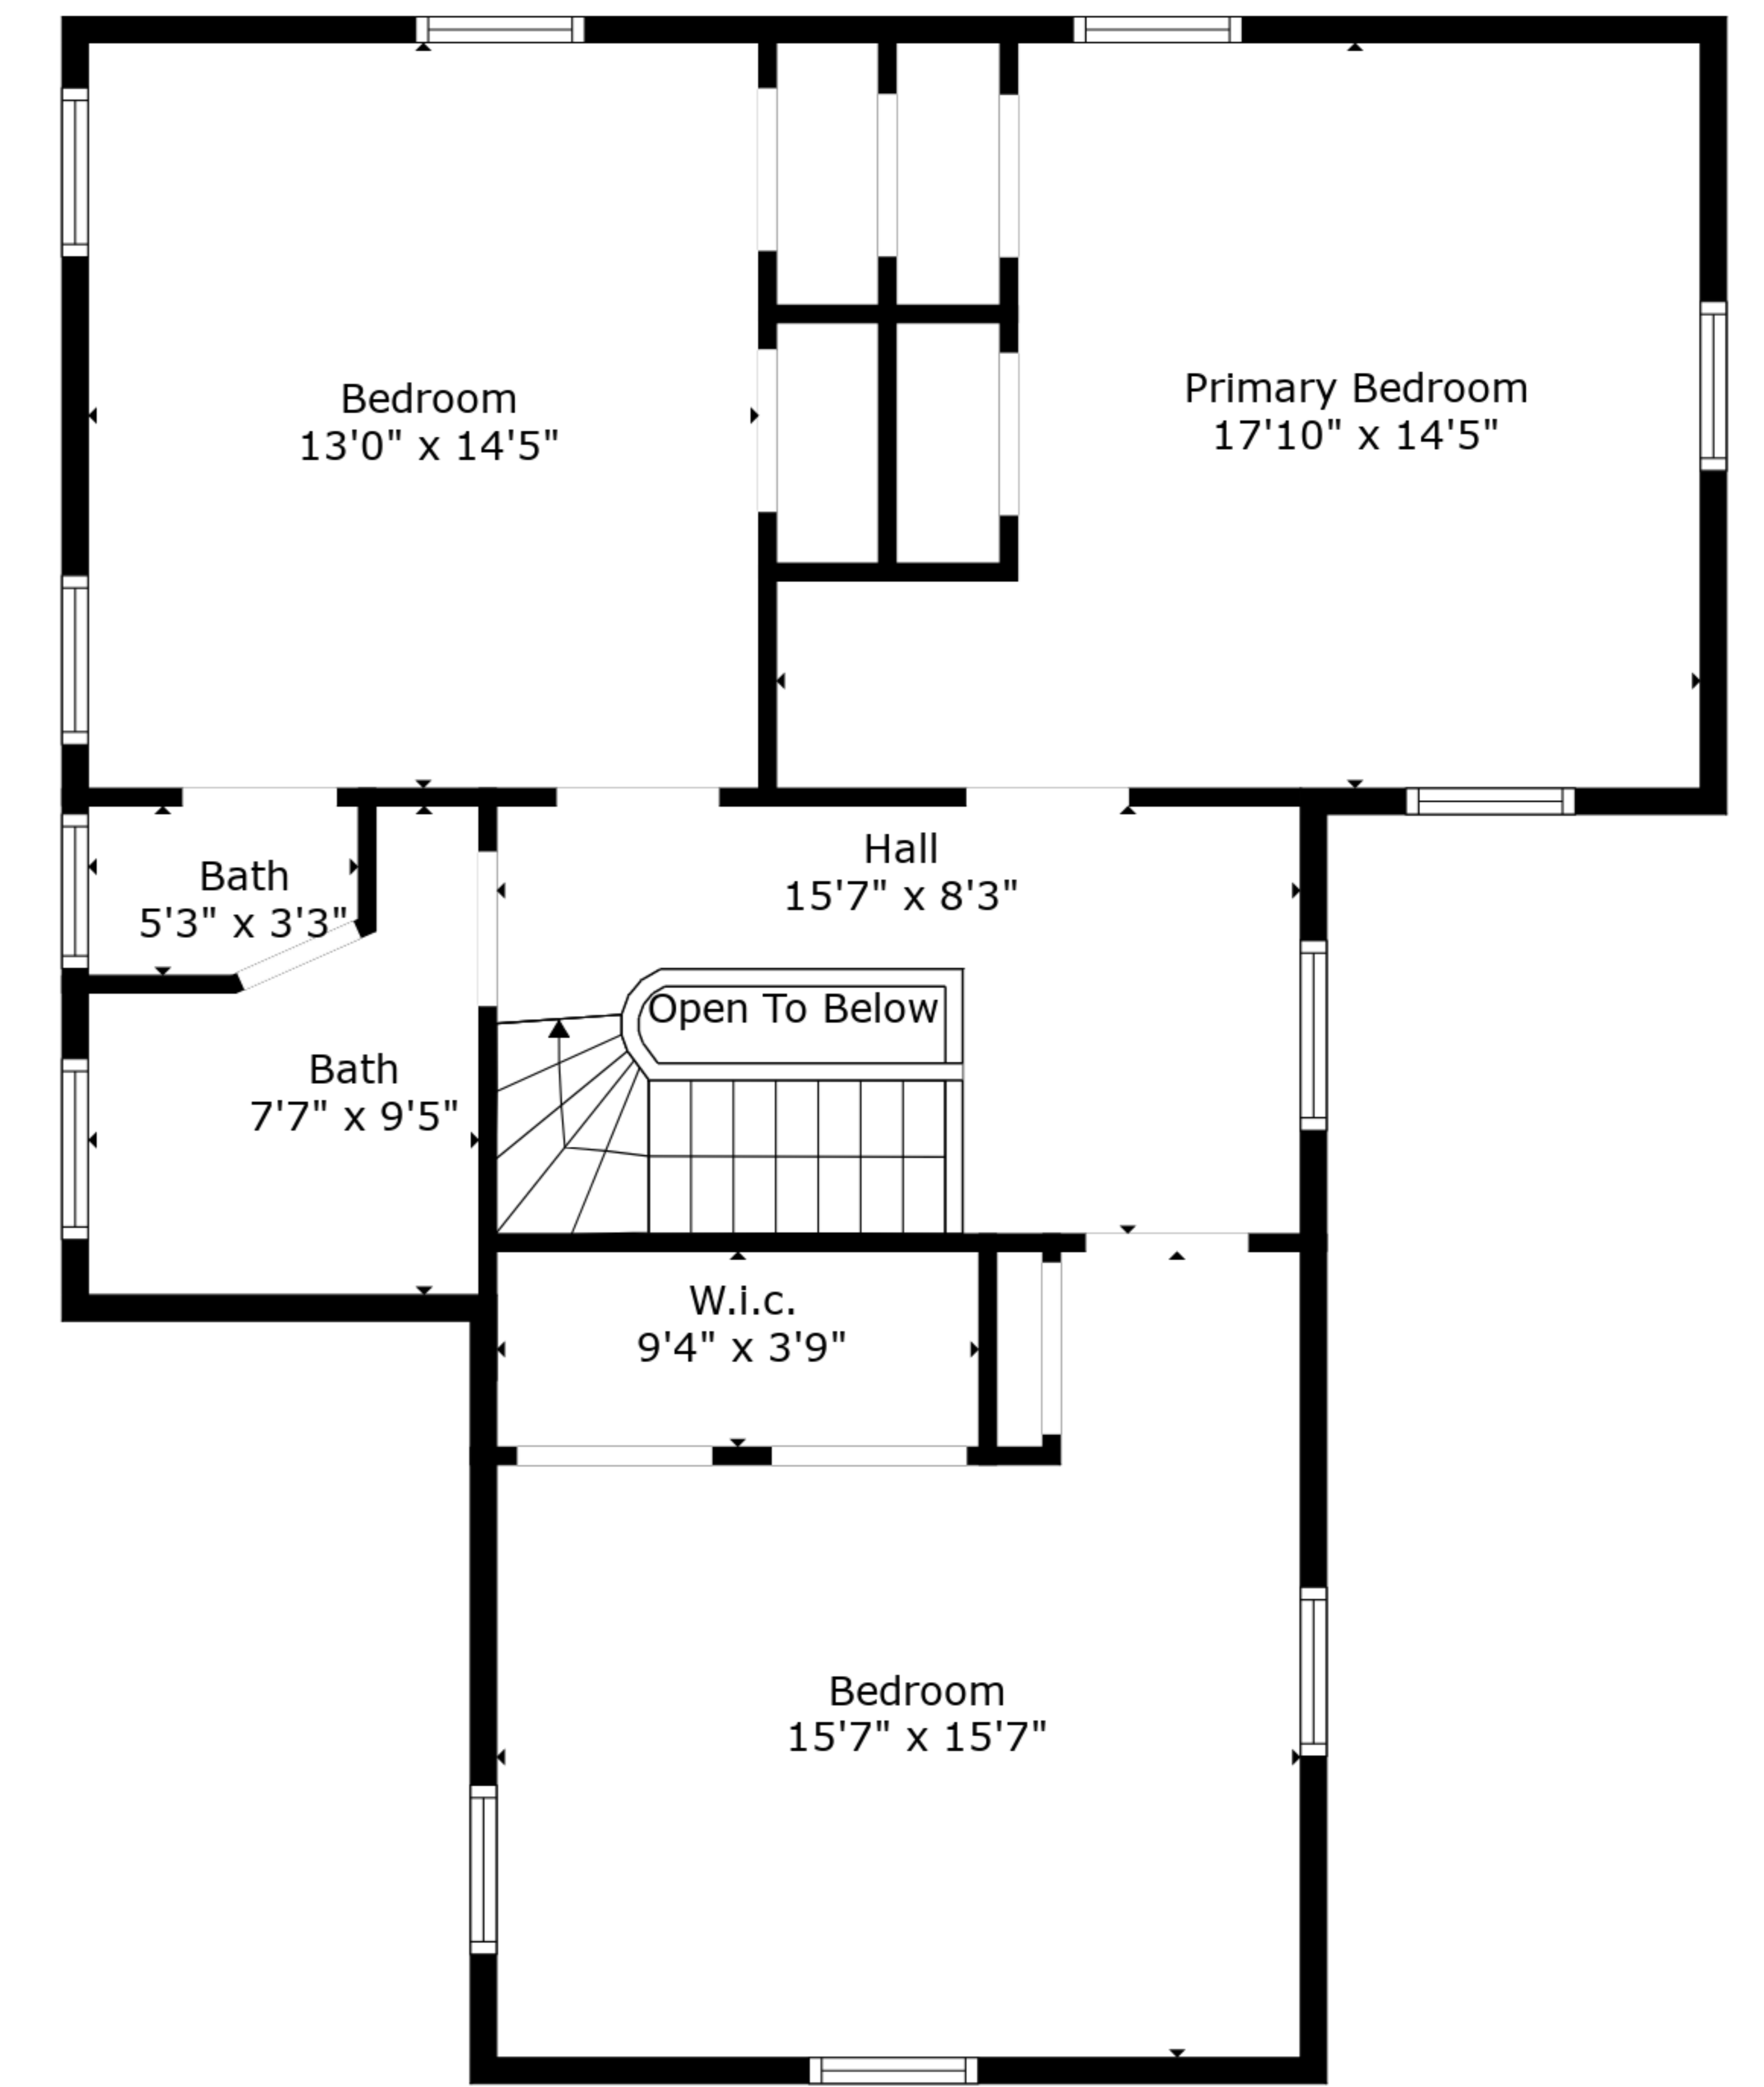 Bedroom
13'0" x 14'5"
Primary Bedroom
17'10" x 14'5"
Hall
15'7" x 8'3"
Bath
5'3" x 3'3"
Open To Below
Bath
7'7" x 9'5"
W.i.c.
9'4" x 3'9"
Bedroom
15'7" x 15'7"